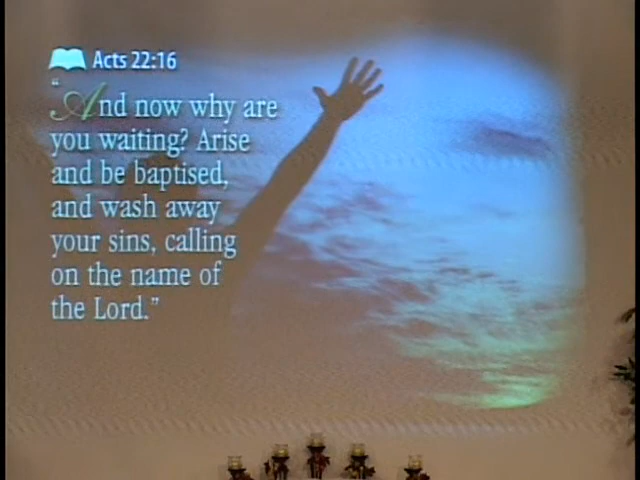 Acts 22:16
“And now why are
you waiting? Arise
and be baptised,
and wash away
your sins, calling
on the name of
the Lord.”